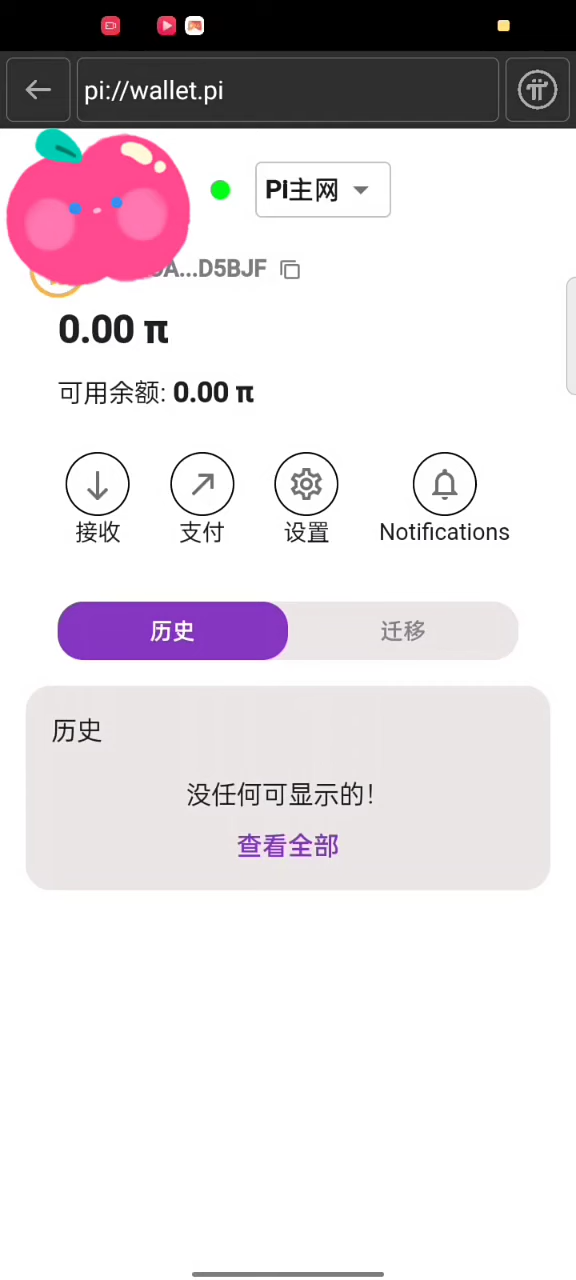 pi://wallet.pi
PI主网
A...D5BJF
0.00 π
可用余额: 0.00 π
接收
支付
设置
Notifications
历史
迁移
历史
没任何可显示的!
查看全部